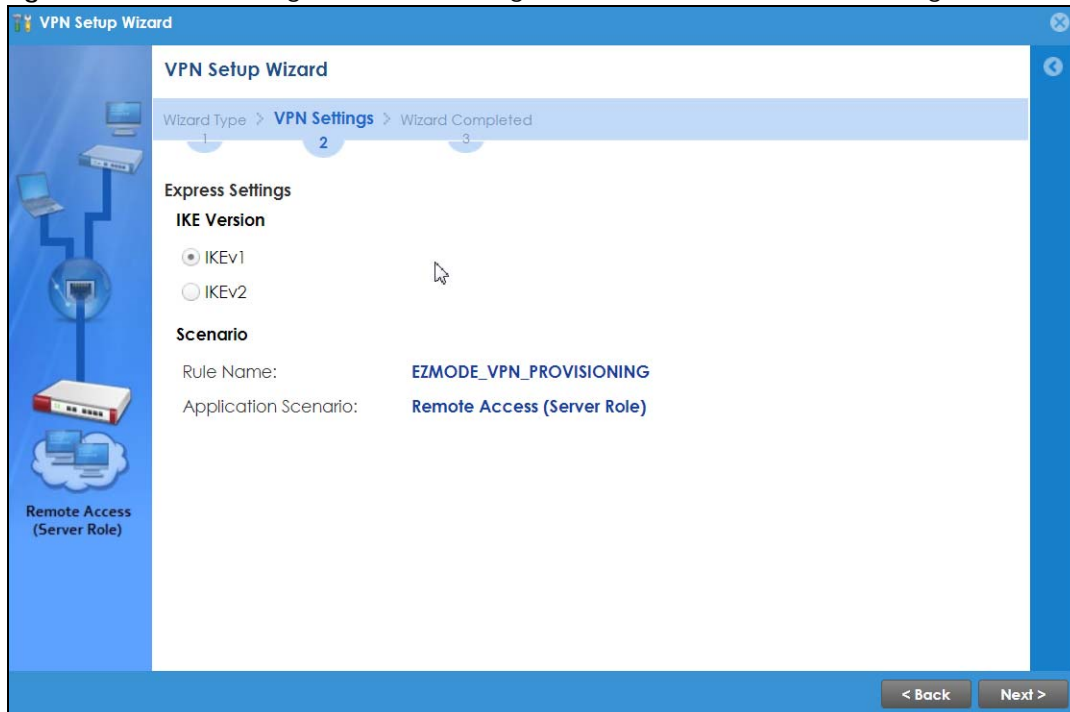 VPN Setup Wizard
VPN Setup Wizard
Wizard Type > VPN Settings > Wizard Completed
1 2 3
Express Settings
IKE Version
IKEv1
IKEv2
Scenario
Rule Name: EZMODE_VPN_PROVISIONING
Application Scenario: Remote Access (Server Role)
Remote Access
(Server Role)
< Back Next >